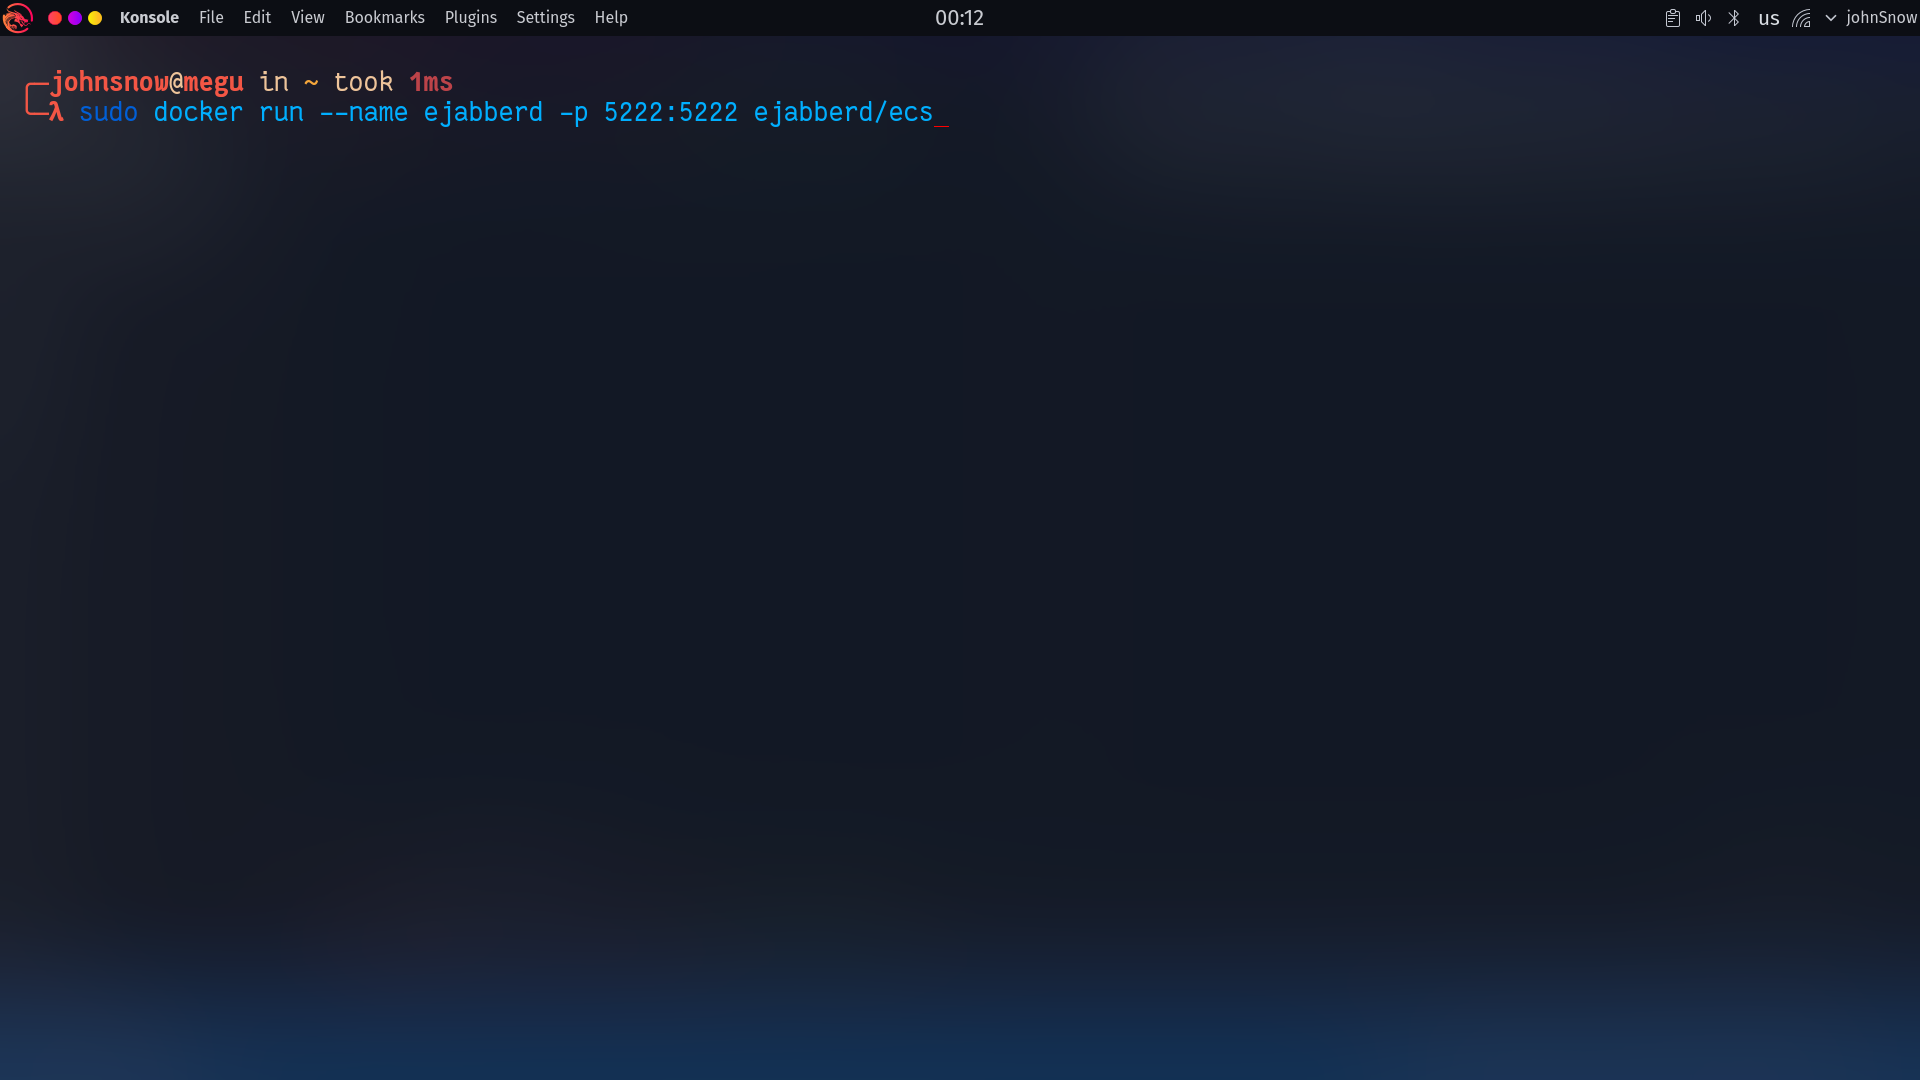 Konsole File Edit View Bookmarks Plugins Settings Help 00:12 us johnSnow
johnsnow@megu in ~ took 1ms
λ sudo docker run --name ejabberd -p 5222:5222 ejabberd/ecs_